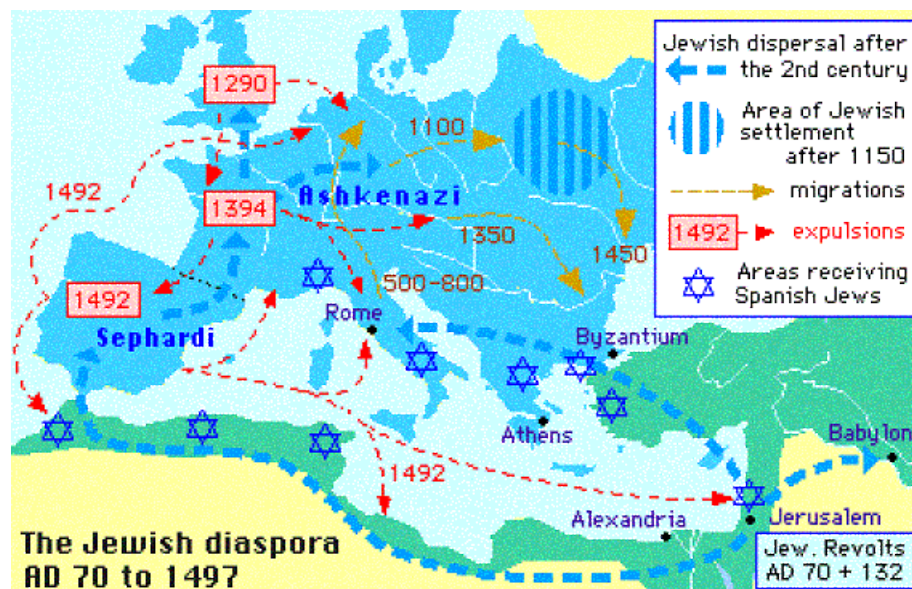 Jewish dispersal after
the 2nd century
Area of Jewish
settlement
after 1150
migrations
1492
expulsions
Areas receiving
Spanish Jews
1290
1100
1492
1394
Ashkenazi
1350
1450
1492
500-800
Sephardi
Rome
Byzantium
Athens
Babylon
1492
Alexandria
Jerusalem
The Jewish diaspora
AD 70 to 1497
Jew. Revolts
AD 70 + 132